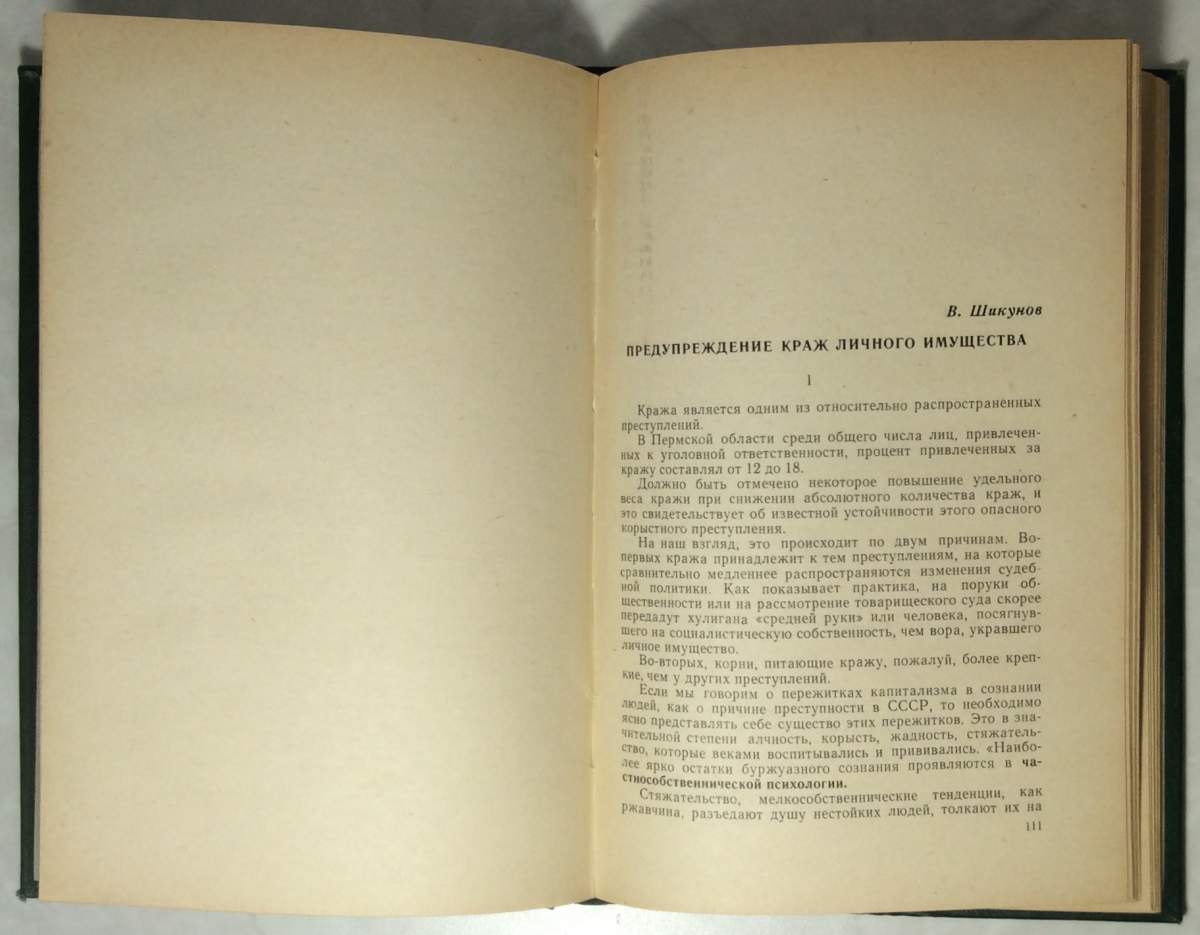 В. Шикунов
ПРЕДУПРЕЖДЕНИЕ КРАЖ ЛИЧНОГО ИМУЩЕСТВА
I
Кража является одним из относительно распространенных
преступлений.
В Пермской области среди общего числа лиц, привлечен-
ных к уголовной ответственности, процент привлеченных за
кражу составлял от 12 до 18.
Должно быть отмечено некоторое повышение удельного
веса кражи при снижении абсолютного количества краж, и
это свидетельствует об известной устойчивости этого опасного
корыстного преступления.
На наш взгляд, это происходит по двум причинам. Во-
первых кража принадлежит к тем преступлениям, на которые
сравнительно медленнее распространяются изменения судеб-
ной политики. Как показывает практика, на поруки об-
щественности или на рассмотрение товарищеского суда скорее
передадут хулигана «средней руки» или человека, посягнув-
шего на социалистическую собственность, чем вора, укравшего
личное имущество.
Во-вторых, корни, питающие кражу, пожалуй, более креп-
кие, чем у других преступлений.
Если мы говорим о пережитках капитализма в сознании
людей, как о причине преступности в СССР, то необходимо
ясно представлять себе существо этих пережитков. Это в зна-
чительной степени алчность, корысть, жадность, стяжатель-
ство, которые веками воспитывались и прививались. «Наибо-
лее ярко остатки буржуазного сознания проявляются в ча-
стнособственнической психологии.
Стяжательство, мелкособственнические тенденции, как
ржавчина, разъедают душу нестойких людей, толкают их на
111